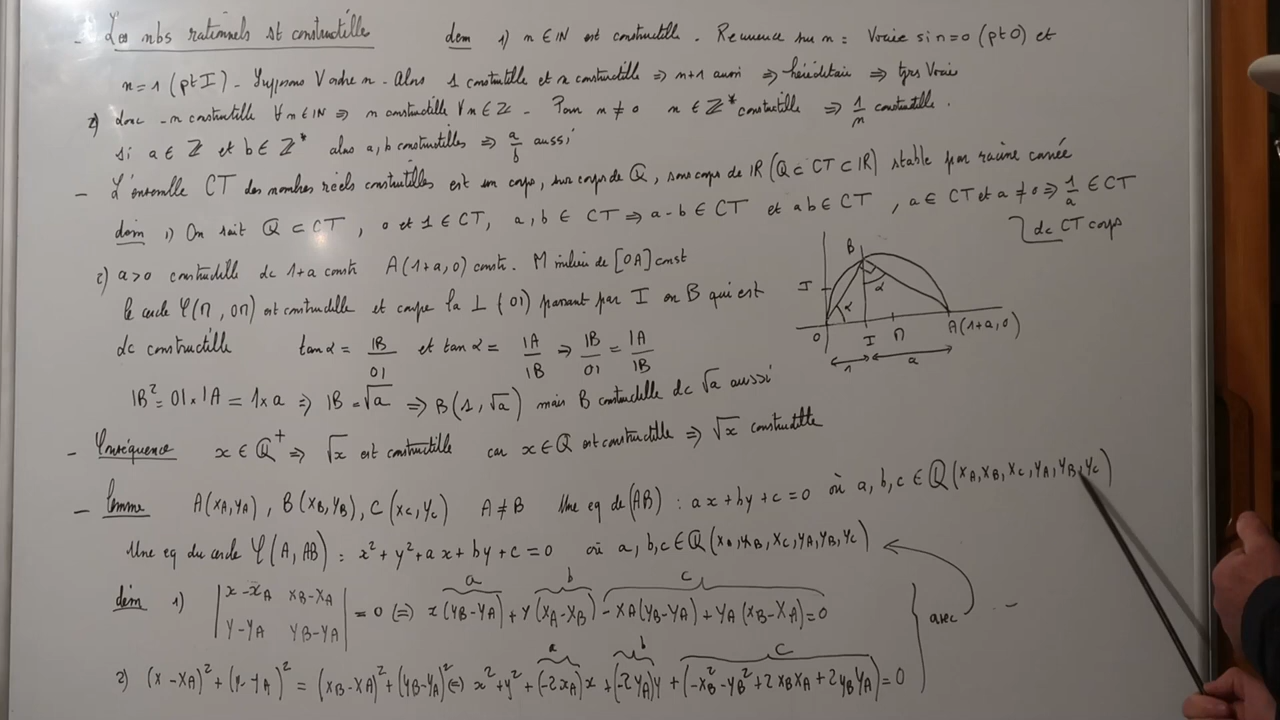 - Les nbs rationnels st constructible dem 1) n ∈ IN est constructible. Récurrence sur n : Vraie si n=0 (pt O) et
n=1 (pt I) - Supposons Vraie n - Alors 1 constructible et n constructible ⇒ n+1 aussi ⇒ héréditaire ⇒ tjrs Vraie
2) donc -n constructible ∀n∈IN ⇒ n constructible ∀n∈ℤ - Pour n≠0 n∈ℤ* constructible ⇒ 1/n constructible.
Si a∈ℤ et b∈ℤ* alors a,b constructibles ⇒ a/b aussi
- L'ensemble CT des nombres réels constructibles est un corps, sur corps de ℚ, sous corps de IR (ℚ⊂CT⊂IR) stable par racine carrée
dem 1) On sait ℚ⊂CT, 0 et 1∈CT, a,b∈CT ⇒ a-b∈CT et ab∈CT, a∈CT et a≠0 ⇒ 1/a ∈CT
dc CT corps
2) a>0 constructible dc 1+a constr A(1+a,0) constr. M milieu de [OA] const
le cercle 𝒞(M,OM) est constructible et coupe la ⊥ (OI) passant par I en B qui est
dc constructible tan α = IB/OI et tan α = IA/IB ⇒ IB/OI = IA/IB
IB² = OI×IA = 1×a ⇒ IB=√a ⇒ B(1,√a) mais B constructible dc √a aussi
B
I α α
O I M A(1+a,0)
1 a
- Conséquence x∈ℚ⁺ ⇒ √x est constructible car x∈ℚ est constructible ⇒ √x constructible
- Lemme A(xA,yA), B(xB,yB), C(xC,yC) A≠B Une eq de (AB) : ax+by+c=0 où a,b,c∈ℚ(xA,xB,xC,yA,yB,yC)
Une eq du cercle 𝒞(A,AB) : x²+y²+ax+by+c=0 où a,b,c∈ℚ(xA,xB,xC,yA,yB,yC)
a b c
dém 1) |x-xA xB-xA| = 0 ⇔ x(yB-yA)+y(xA-xB)-xA(yB-yA)+yA(xB-xA)=0
|y-yA yB-yA|
avec
a b c
2) (x-xA)²+(y-yA)² = (xB-xA)²+(yB-yA)² ⇔ x²+y²+(-2xA)x+(-2yA)y+(-xB²-yB²+2xBxA+2yByA)=0